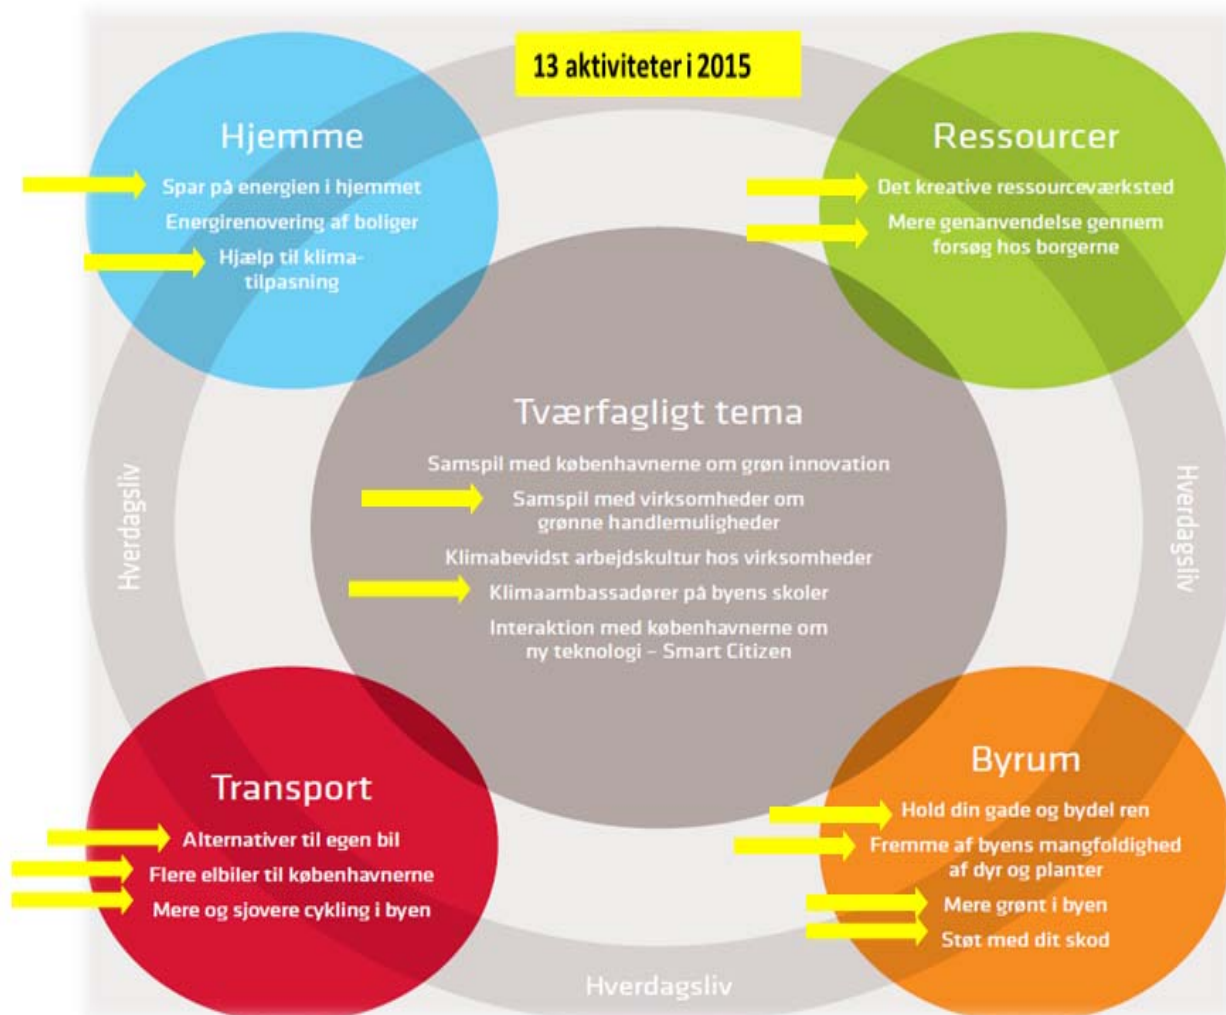 13 aktiviteter i 2015
Hjemme
Spar på energien i hjemmet
Energirenovering af boliger
Hjælp til klima-
tilpasning
Ressourcer
Det kreative ressourceværksted
Mere genanvendelse gennem
forsøg hos borgerne
Tværfagligt tema
Samspil med københavnerne om grøn innovation
Samspil med virksomheder om
grønne handlemuligheder
Klimabevidst arbejdskultur hos virksomheder
Klimaambassadører på byens skoler
Interaktion med københavnerne om
ny teknologi – Smart Citizen
Hverdagsliv
Hverdagsliv
Transport
Alternativer til egen bil
Flere elbiler til københavnerne
Mere og sjovere cykling i byen
Byrum
Hold din gade og bydel ren
Fremme af byens mangfoldighed
af dyr og planter
Mere grønt i byen
Støt med dit skod
Hverdagsliv